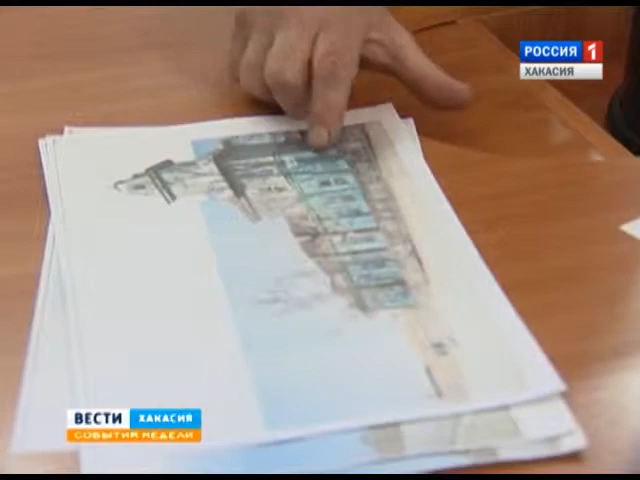 РОССИЯ 1
ХАКАСИЯ
ВЕСТИ ХАКАСИЯ
СОБЫТИЯ НЕДЕЛИ